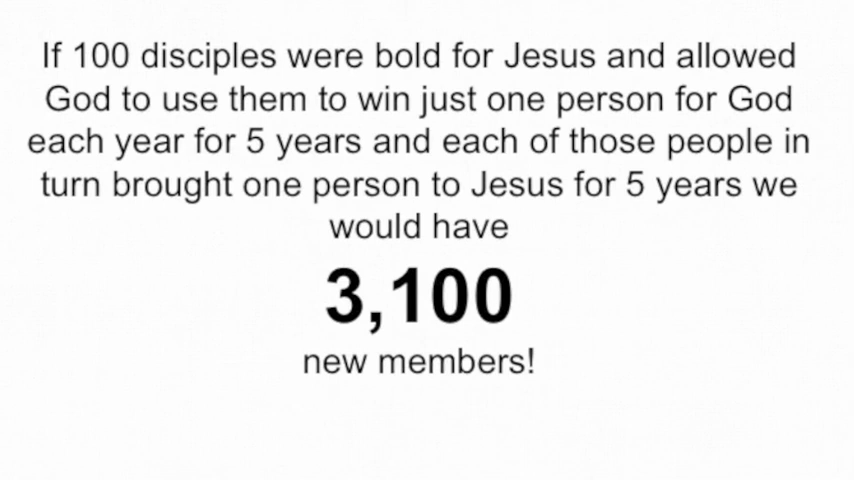 If 100 disciples were bold for Jesus and allowed
God to use them to win just one person for God
each year for 5 years and each of those people in
turn brought one person to Jesus for 5 years we
would have
3,100
new members!